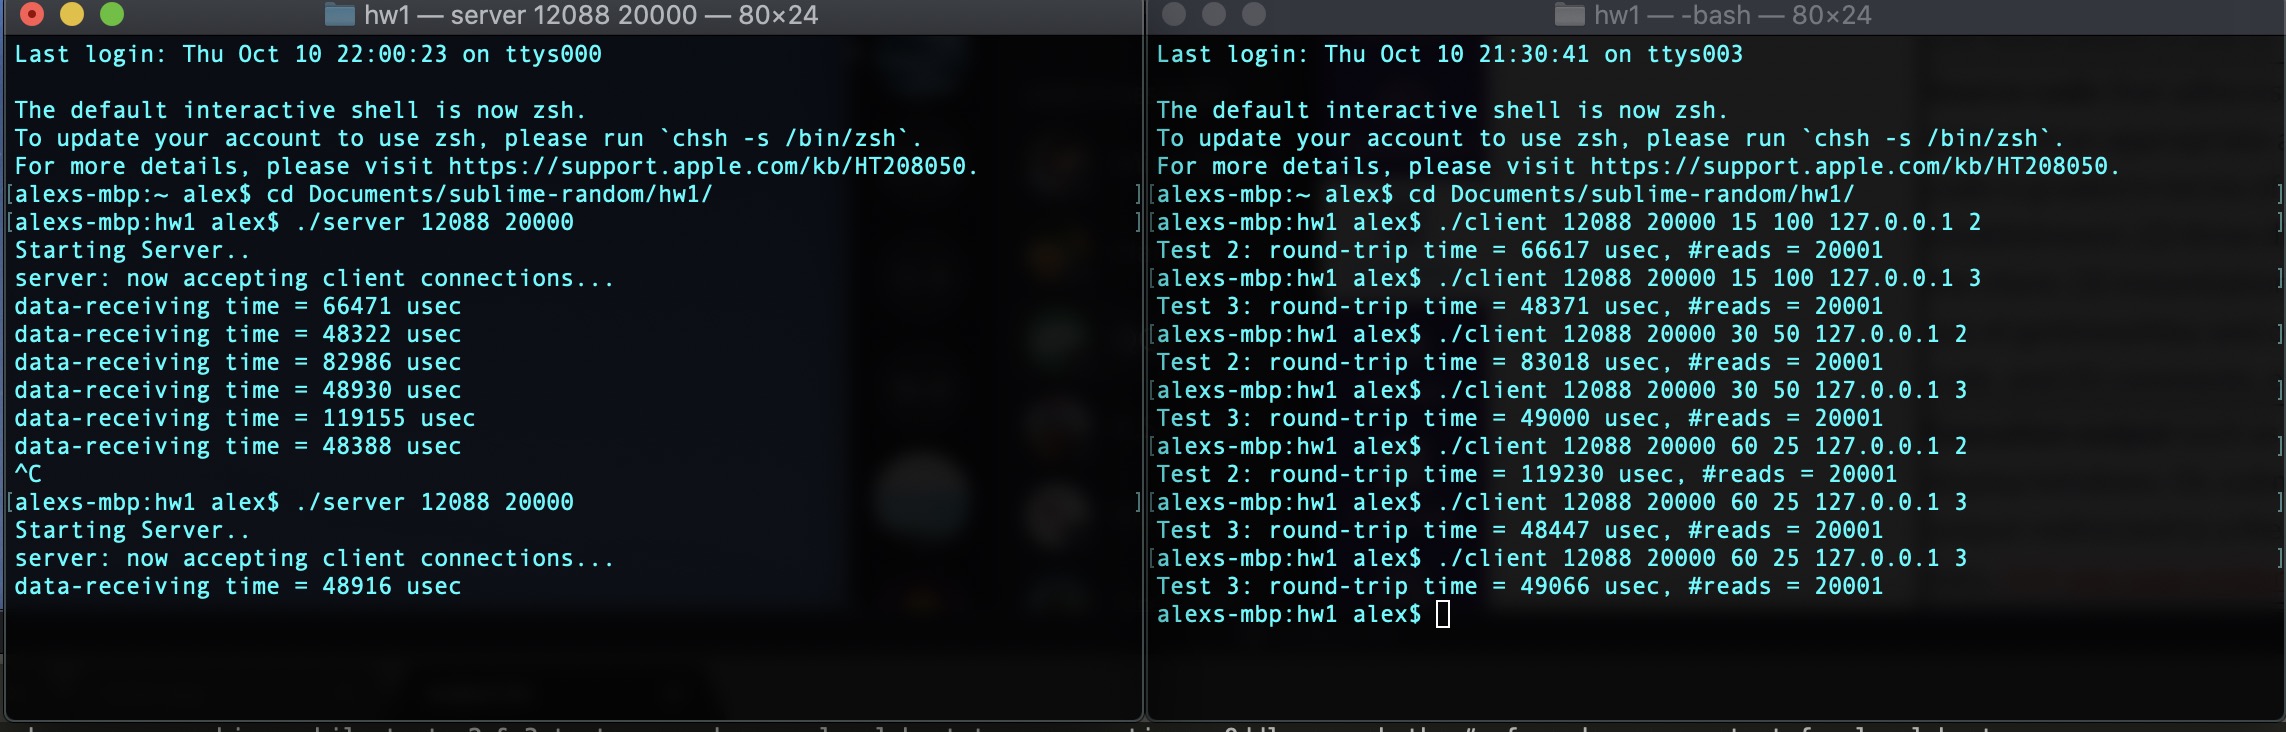 hw1 — server 12088 20000 — 80×24
Last login: Thu Oct 10 22:00:23 on ttys000
The default interactive shell is now zsh.
To update your account to use zsh, please run `chsh -s /bin/zsh`.
For more details, please visit https://support.apple.com/kb/HT208050.
[alexs-mbp:~ alex$ cd Documents/sublime-random/hw1/ ]
[alexs-mbp:hw1 alex$ ./server 12088 20000 ]
Starting Server..
server: now accepting client connections...
data-receiving time = 66471 usec
data-receiving time = 48322 usec
data-receiving time = 82986 usec
data-receiving time = 48930 usec
data-receiving time = 119155 usec
data-receiving time = 48388 usec
^C
[alexs-mbp:hw1 alex$ ./server 12088 20000 ]
Starting Server..
server: now accepting client connections...
data-receiving time = 48916 usec
hw1 — -bash — 80×24
Last login: Thu Oct 10 21:30:41 on ttys003
The default interactive shell is now zsh.
To update your account to use zsh, please run `chsh -s /bin/zsh`.
For more details, please visit https://support.apple.com/kb/HT208050.
[alexs-mbp:~ alex$ cd Documents/sublime-random/hw1/ ]
[alexs-mbp:hw1 alex$ ./client 12088 20000 15 100 127.0.0.1 2 ]
Test 2: round-trip time = 66617 usec, #reads = 20001
[alexs-mbp:hw1 alex$ ./client 12088 20000 15 100 127.0.0.1 3 ]
Test 3: round-trip time = 48371 usec, #reads = 20001
[alexs-mbp:hw1 alex$ ./client 12088 20000 30 50 127.0.0.1 2 ]
Test 2: round-trip time = 83018 usec, #reads = 20001
[alexs-mbp:hw1 alex$ ./client 12088 20000 30 50 127.0.0.1 3 ]
Test 3: round-trip time = 49000 usec, #reads = 20001
[alexs-mbp:hw1 alex$ ./client 12088 20000 60 25 127.0.0.1 2 ]
Test 2: round-trip time = 119230 usec, #reads = 20001
[alexs-mbp:hw1 alex$ ./client 12088 20000 60 25 127.0.0.1 3 ]
Test 3: round-trip time = 48447 usec, #reads = 20001
[alexs-mbp:hw1 alex$ ./client 12088 20000 60 25 127.0.0.1 3 ]
Test 3: round-trip time = 49066 usec, #reads = 20001
alexs-mbp:hw1 alex$